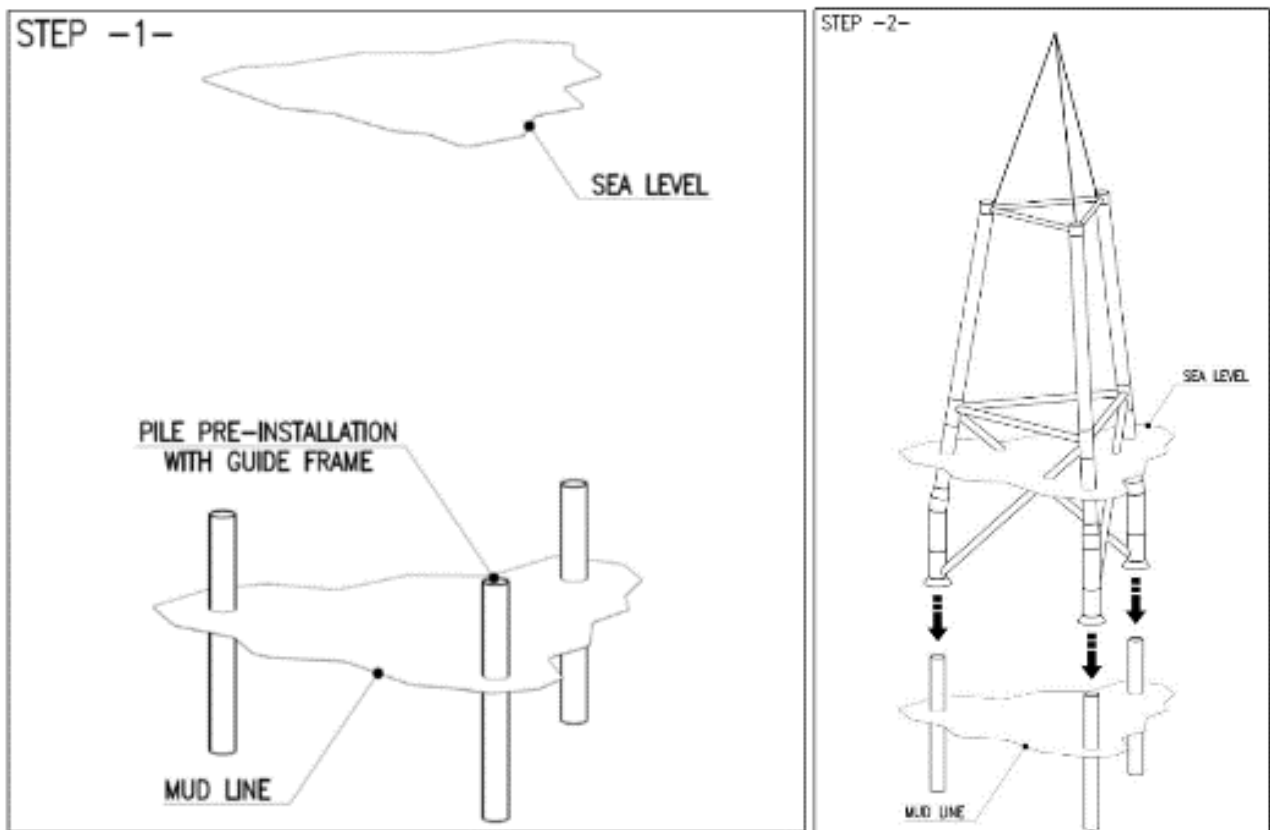 STEP -1-
SEA LEVEL
PILE PRE-INSTALLATION
WITH GUIDE FRAME
MUD LINE
STEP -2-
SEA LEVEL
MUD LINE